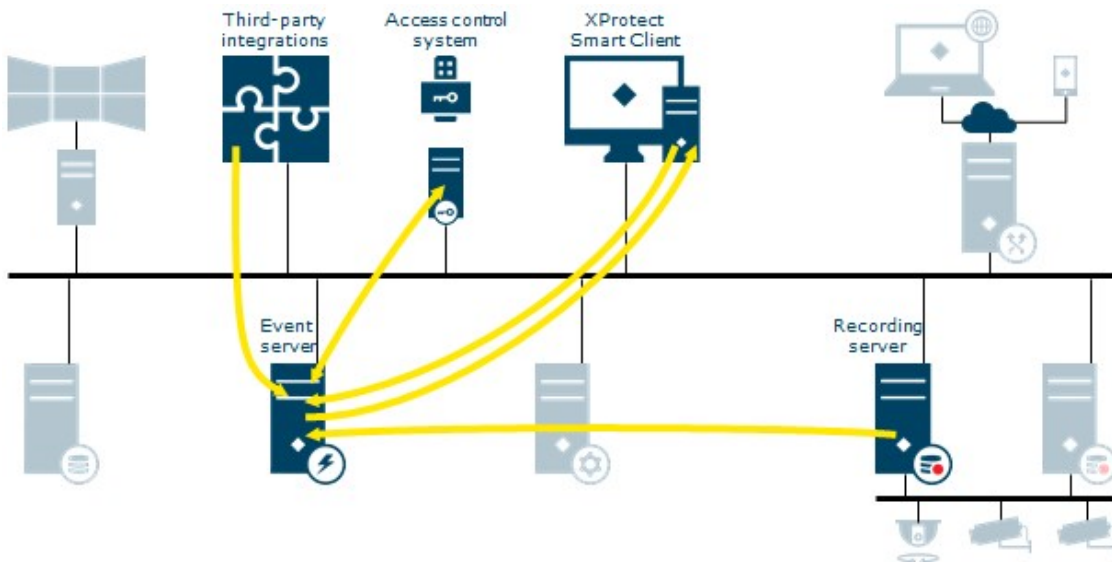 Third-party
integrations
Access control
system
XProtect
Smart Client
Event
server
Recording
server